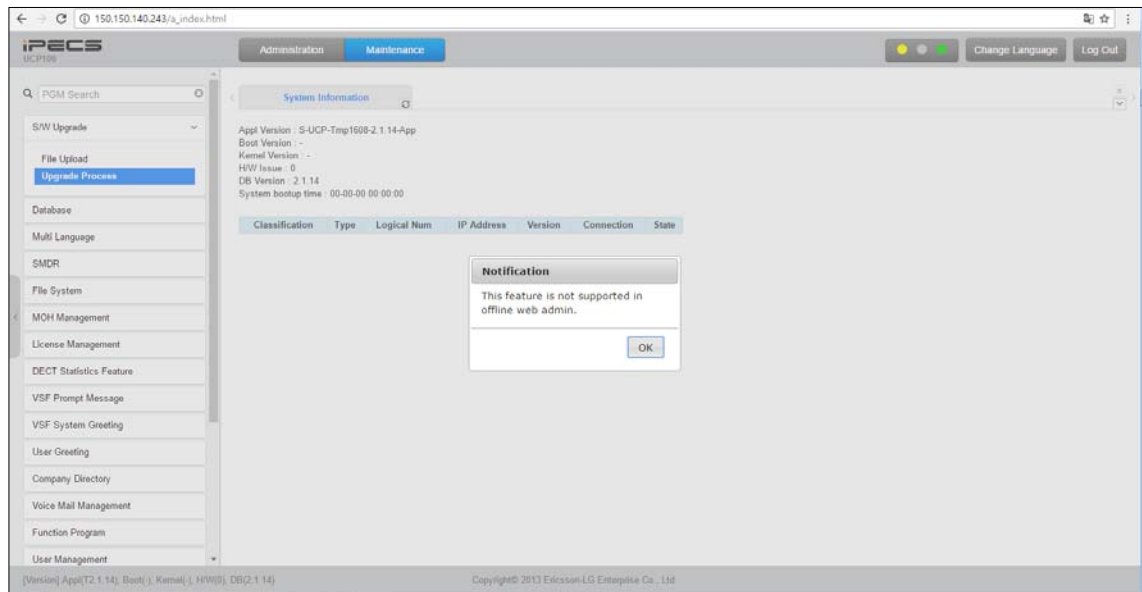 150.150.140.243/a_index.html
iPECS
UCP100
Administration
Maintenance
Change Language
Log Out
PGM Search
System Information
S/W Upgrade
File Upload
Upgrade Process
Database
Multi Language
SMDR
File System
MOH Management
License Management
DECT Statistics Feature
VSF Prompt Message
VSF System Greeting
User Greeting
Company Directory
Voice Mail Management
Function Program
User Management
Appl Version : S-UCP-Tmp1608-2.1.14-App
Boot Version : -
Kernel Version : -
H/W Issue : 0
DB Version : 2.1.14
System bootup time : 00-00-00 00:00:00
Classification Type Logical Num IP Address Version Connection State
Notification
This feature is not supported in
offline web admin.
OK
[Version] Appl(T2.1.14), Boot(-), Kernel(-), H/W(0), DB(2.1.14)
Copyright© 2013 Ericsson-LG Enterprise Co., Ltd